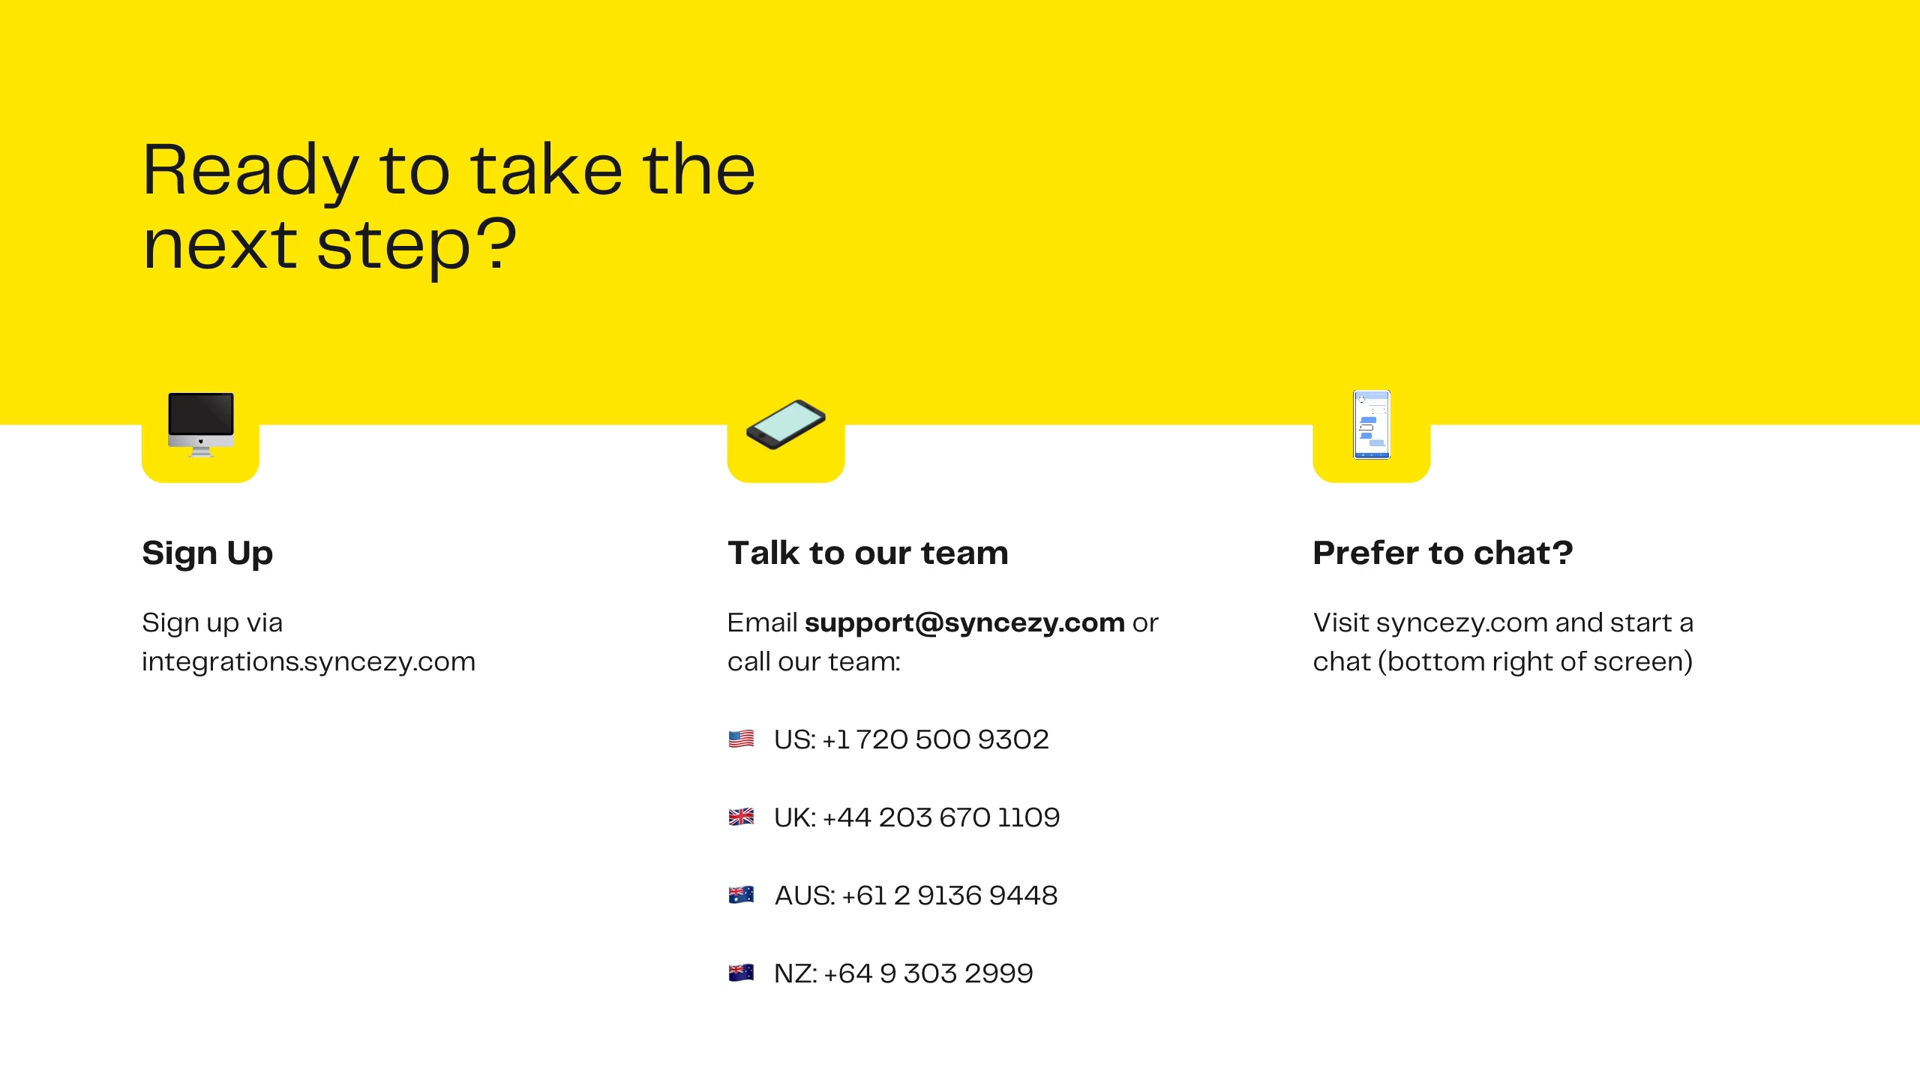 Ready to take the
next step?
Sign Up
Sign up via
integrations.syncezy.com
Talk to our team
Email support@syncezy.com or
call our team:
US: +1 720 500 9302
UK: +44 203 670 1109
AUS: +61 2 9136 9448
NZ: +64 9 303 2999
Prefer to chat?
Visit syncezy.com and start a
chat (bottom right of screen)